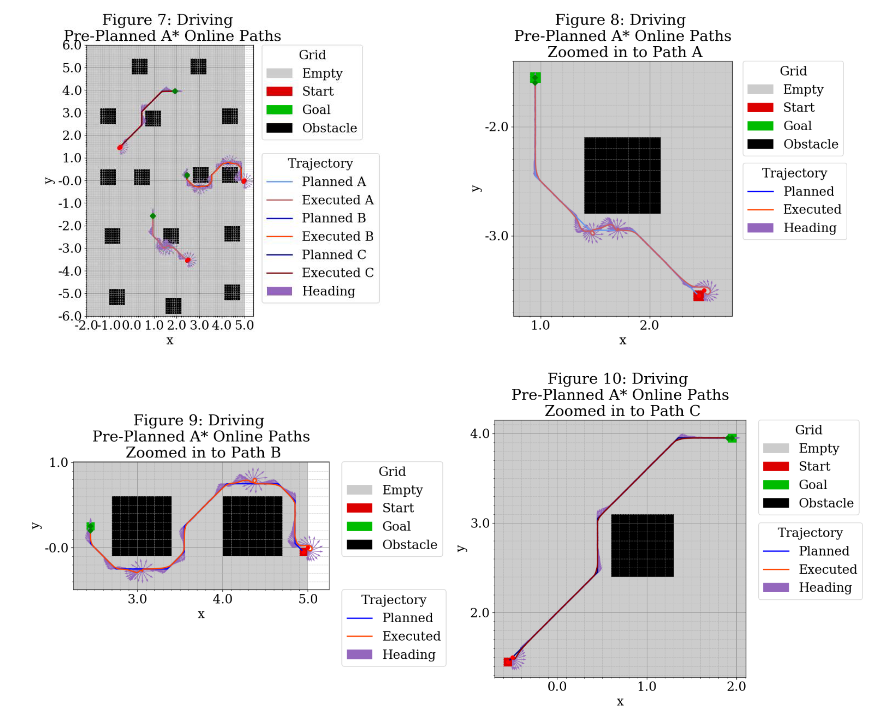 Figure 7: Driving
Pre-Planned A* Online Paths
6.0
5.0
4.0
3.0
2.0
1.0
-0.0
-1.0
-2.0
-3.0
-4.0
-5.0
-6.0
y
-2.0-1.0 0.0 1.0 2.0 3.0 4.0 5.0
x
Grid
Empty
Start
Goal
Obstacle
Trajectory
Planned A
Executed A
Planned B
Executed B
Planned C
Executed C
Heading
Figure 8: Driving
Pre-Planned A* Online Paths
Zoomed in to Path A
-2.0
-3.0
y
1.0 2.0
x
Grid
Empty
Start
Goal
Obstacle
Trajectory
Planned
Executed
Heading
Figure 9: Driving
Pre-Planned A* Online Paths
Zoomed in to Path B
1.0
-0.0
y
3.0 4.0 5.0
x
Grid
Empty
Start
Goal
Obstacle
Trajectory
Planned
Executed
Heading
Figure 10: Driving
Pre-Planned A* Online Paths
Zoomed in to Path C
4.0
3.0
2.0
y
0.0 1.0 2.0
x
Grid
Empty
Start
Goal
Obstacle
Trajectory
Planned
Executed
Heading